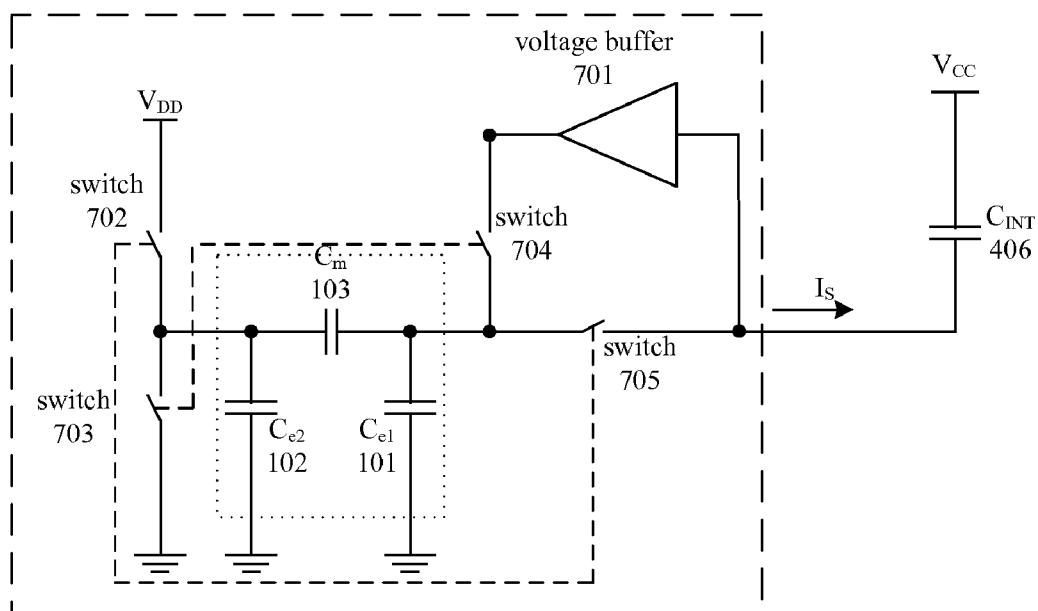 voltage buffer
701
V_DD
V_CC
switch
702
switch
704
C_m
103
C_INT
406
I_S
switch
705
switch
703
C_e2
102
C_e1
101